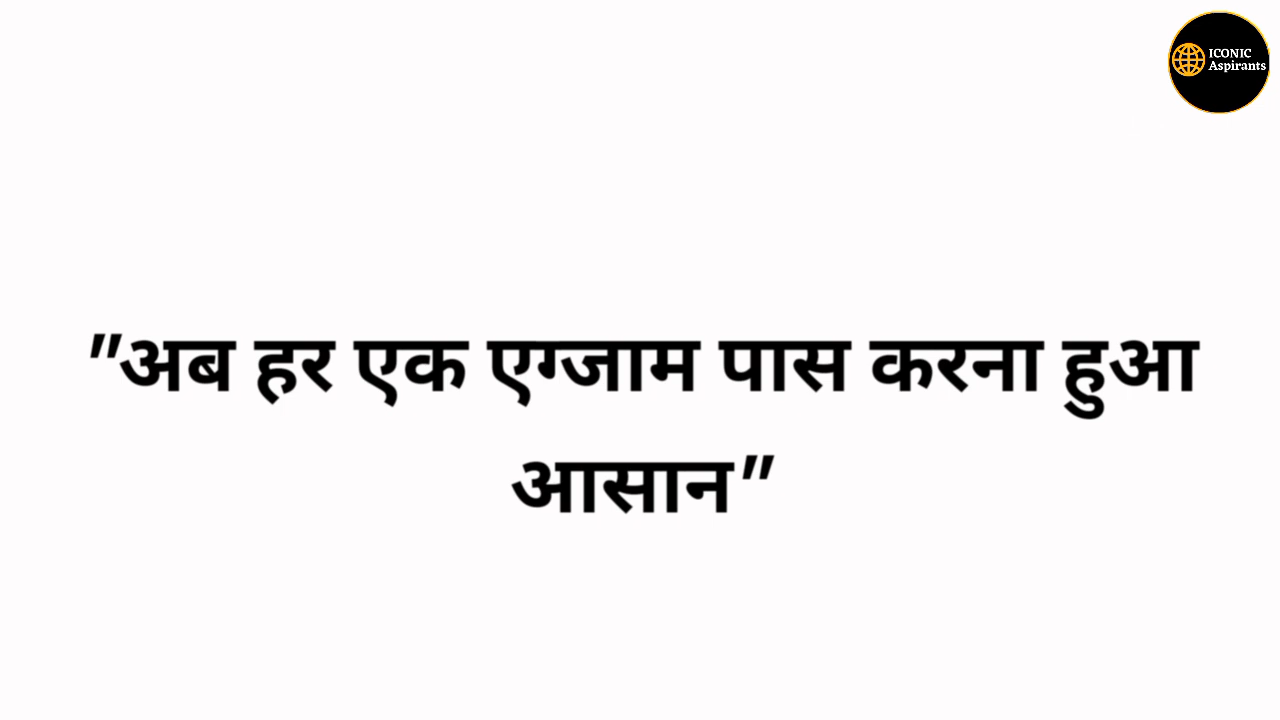 ICONIC
Aspirants
"अब हर एक एग्जाम पास करना हुआ
आसान"